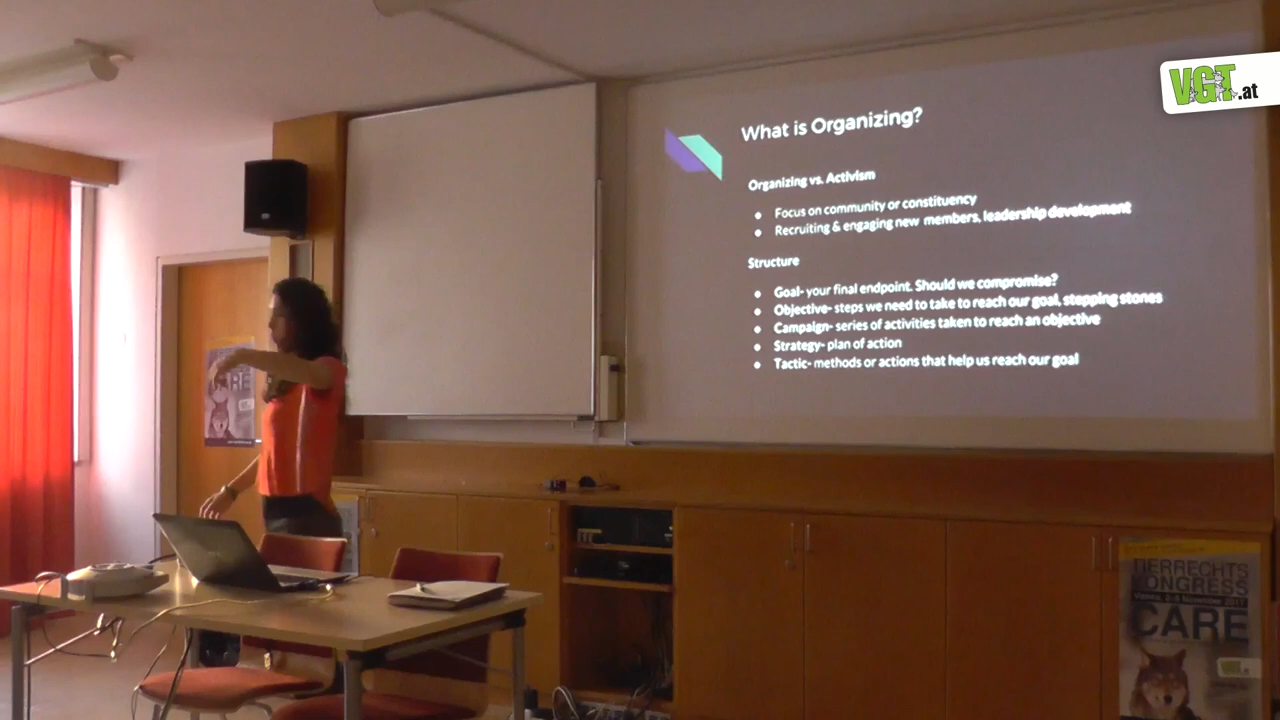 VGT.at
What is Organizing?
Organizing vs. Activism
Focus on community or constituency
Recruiting & engaging new members, leadership development
Structure
Goal- your final endpoint. Should we compromise?
Objective- steps we need to take to reach our goal, stepping stones
Campaign- series of activities taken to reach an objective
Strategy- plan of action
Tactic- methods or actions that help us reach our goal
TIERRECHTS
KONGRESS
CARE